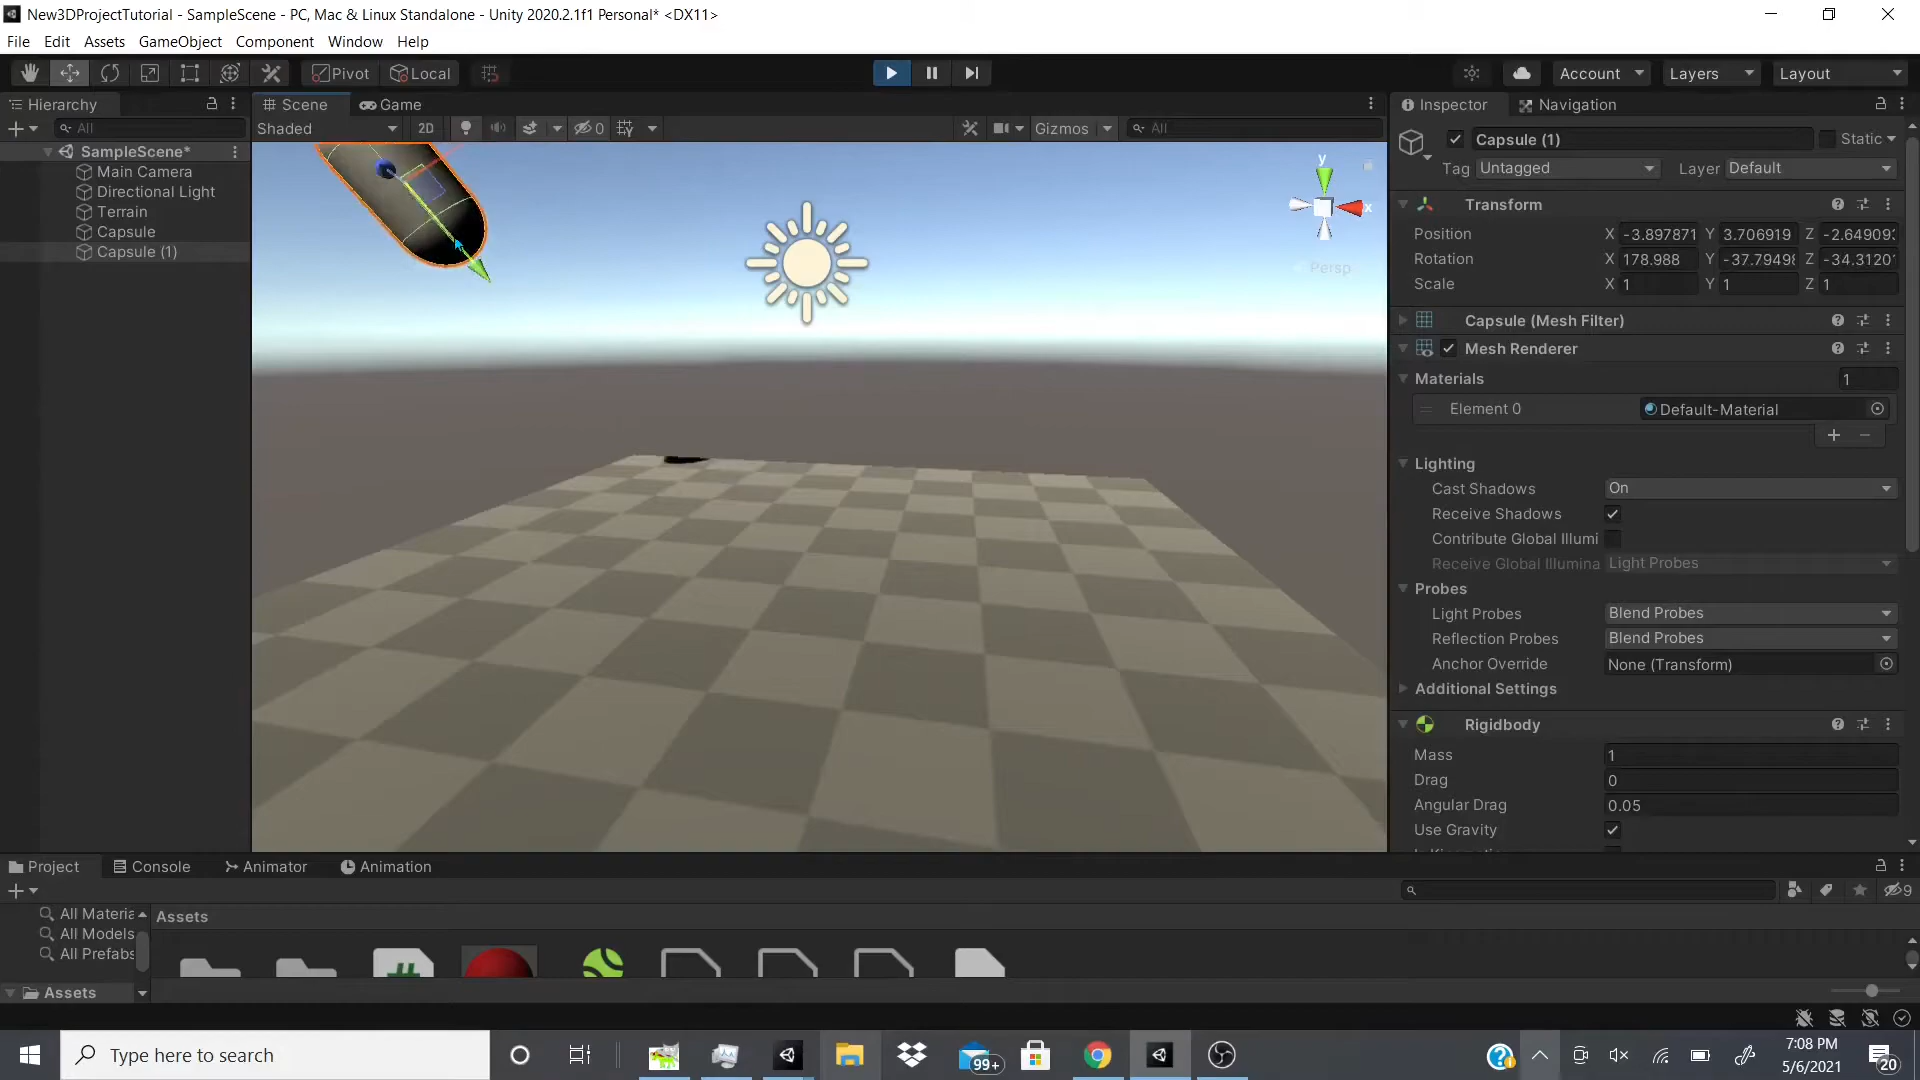 New3DProjectTutorial - SampleScene - PC, Mac & Linux Standalone - Unity 2020.2.1f1 Personal* <DX11>
File Edit Assets GameObject Component Window Help
Pivot Local Account Layers Layout
Hierarchy Scene Game Inspector Navigation
All Shaded 2D 0 Gizmos All
SampleScene*
Main Camera
Directional Light
Terrain
Capsule
Capsule (1)
y
x
Persp
Capsule (1) Static
Tag Untagged Layer Default
Transform
Position X -3.897871 Y 3.706919 Z -2.649093
Rotation X 178.988 Y -37.79498 Z -34.31201
Scale X 1 Y 1 Z 1
Capsule (Mesh Filter)
Mesh Renderer
Materials 1
Element 0 Default-Material
Lighting
Cast Shadows On
Receive Shadows
Contribute Global Illumi
Receive Global Illumina Light Probes
Probes
Light Probes Blend Probes
Reflection Probes Blend Probes
Anchor Override None (Transform)
Additional Settings
Rigidbody
Mass 1
Drag 0
Angular Drag 0.05
Use Gravity
Project Console Animator Animation
9
All Materia
All Models
All Prefabs
Assets
Assets
Type here to search
99+
7:08 PM
5/6/2021
20